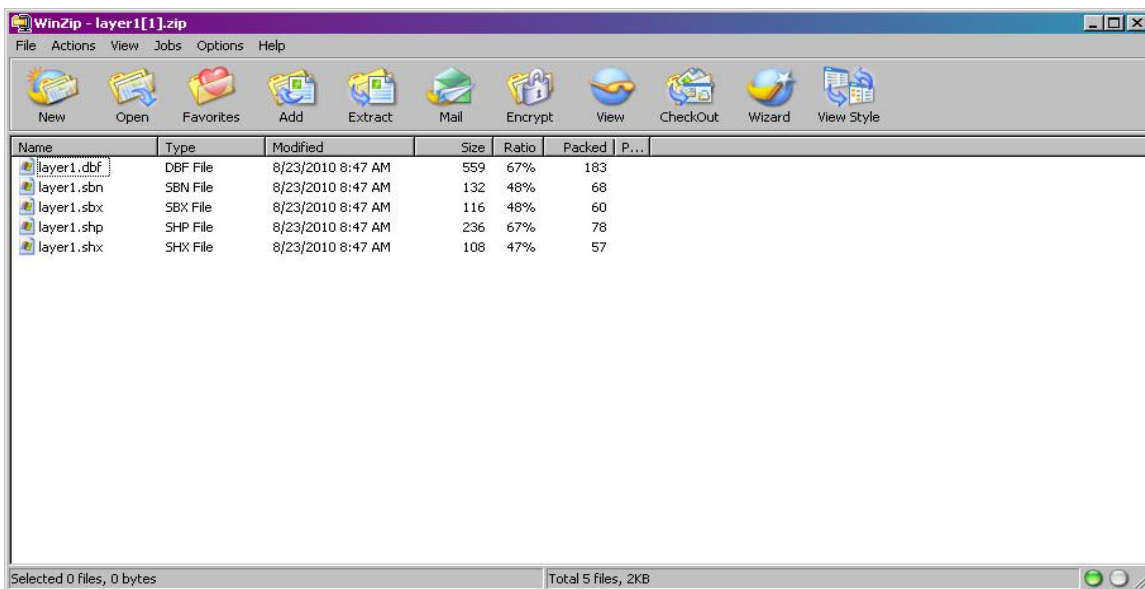 WinZip - layer1[1].zip
File Actions View Jobs Options Help
New Open Favorites Add Extract Mail Encrypt View CheckOut Wizard View Style
Name Type Modified Size Ratio Packed P...
layer1.dbf DBF File 8/23/2010 8:47 AM 559 67% 183
layer1.sbn SBN File 8/23/2010 8:47 AM 132 48% 68
layer1.sbx SBX File 8/23/2010 8:47 AM 116 48% 60
layer1.shp SHP File 8/23/2010 8:47 AM 236 67% 78
layer1.shx SHX File 8/23/2010 8:47 AM 108 47% 57
Selected 0 files, 0 bytes Total 5 files, 2KB